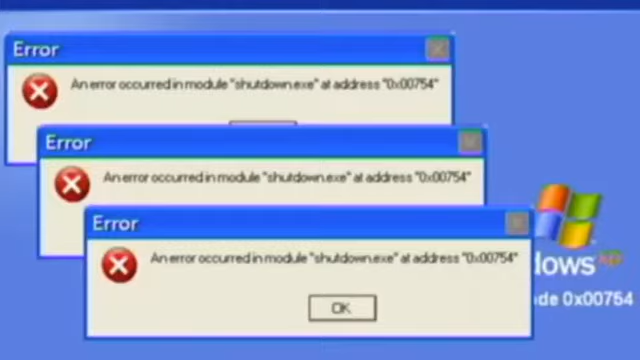 Error
An error occurred in module "shutdown.exe" at address "0x00754"
Error
An error occurred in module "shutdown.exe" at address "0x00754"
Error
An error occurred in module "shutdown.exe" at address "0x00754"
OK
dows xp
de 0x00754